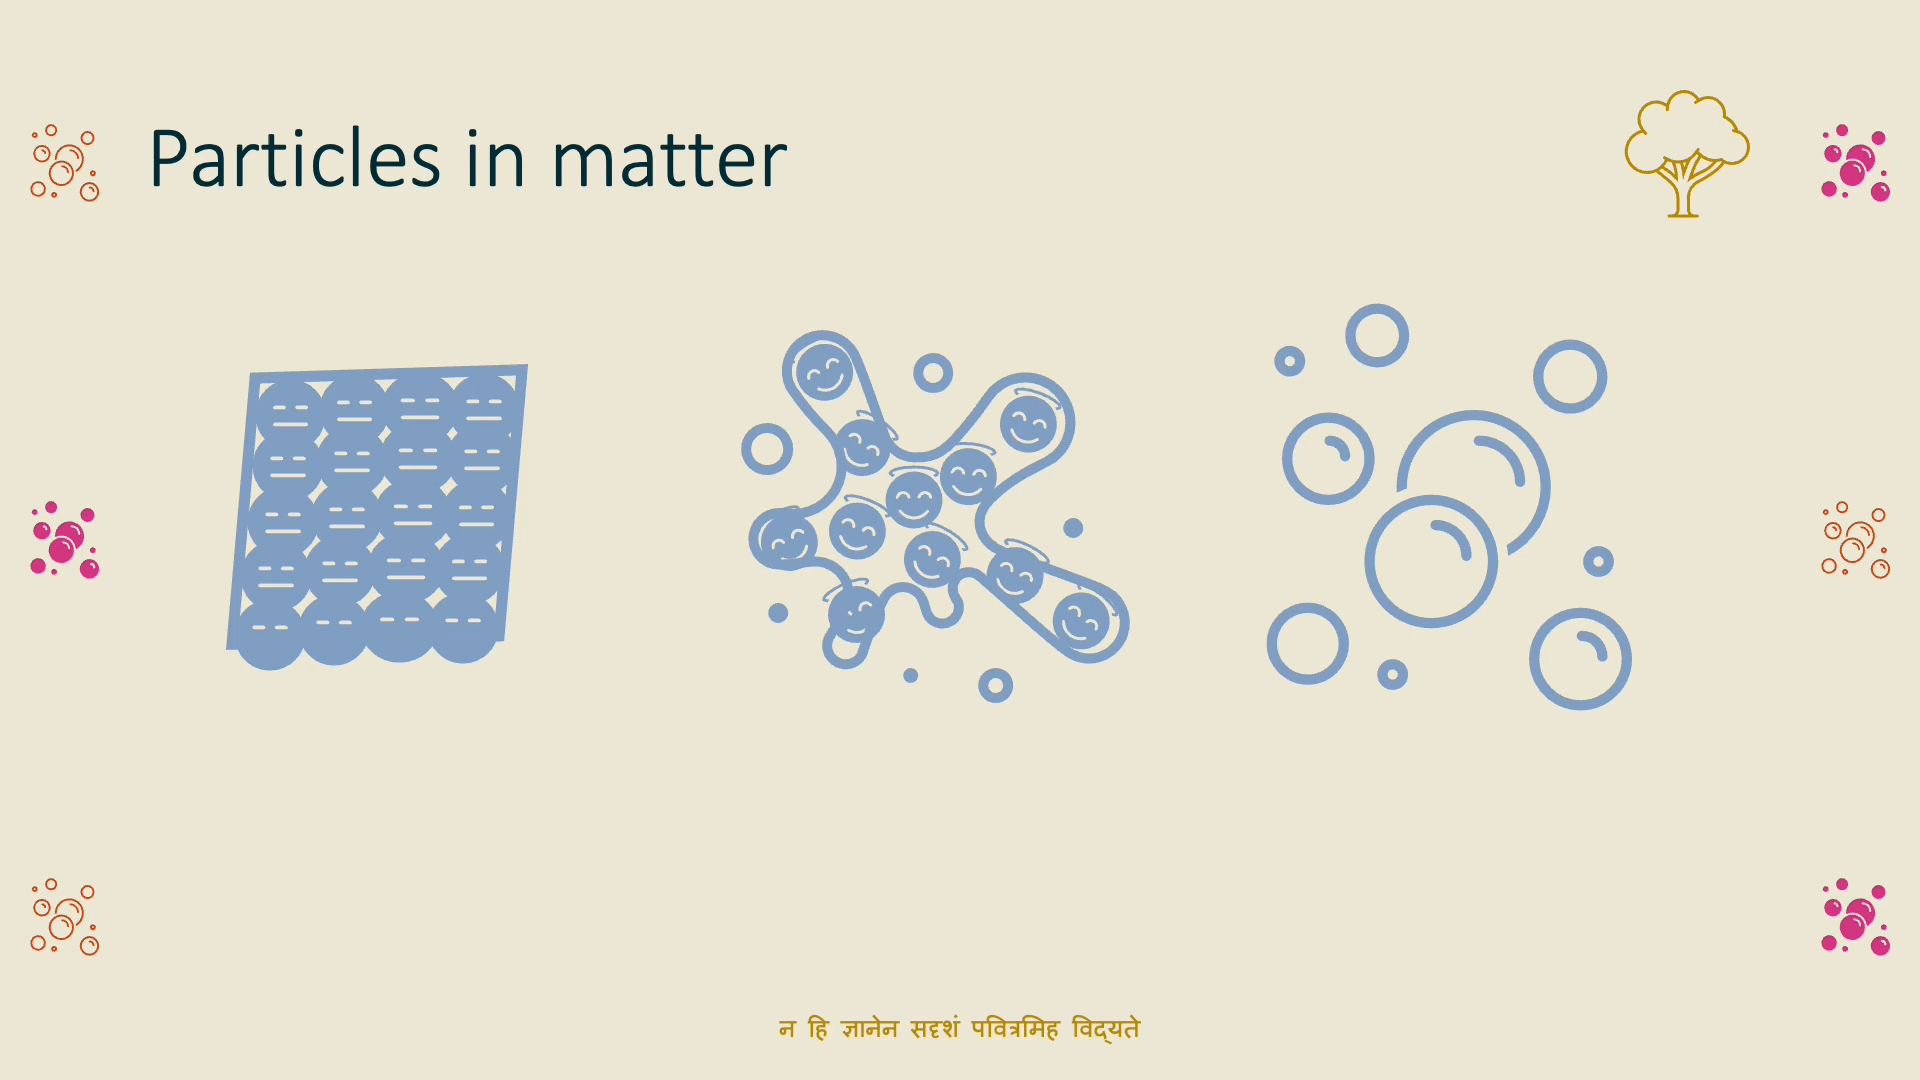 Particles in matter
न हि ज्ञानेन सदृशं पवित्रमिह विद्यते